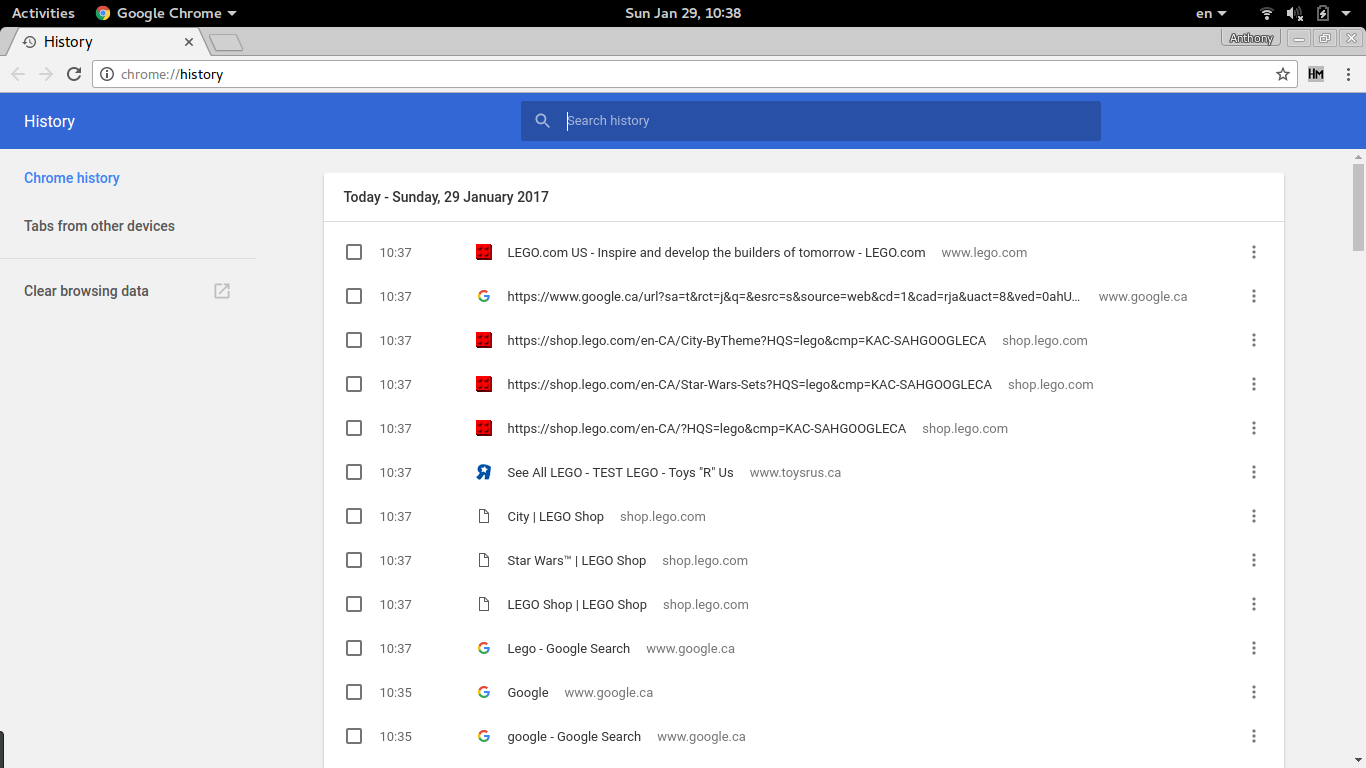 Activities Google Chrome Sun Jan 29, 10:38 en
History Anthony
chrome://history HM
History Search history
Chrome history
Tabs from other devices
Clear browsing data
Today - Sunday, 29 January 2017
10:37 LEGO.com US - Inspire and develop the builders of tomorrow - LEGO.com www.lego.com
10:37 https://www.google.ca/url?sa=t&rct=j&q=&esrc=s&source=web&cd=1&cad=rja&uact=8&ved=0ahU... www.google.ca
10:37 https://shop.lego.com/en-CA/City-ByTheme?HQS=lego&cmp=KAC-SAHGOOGLECA shop.lego.com
10:37 https://shop.lego.com/en-CA/Star-Wars-Sets?HQS=lego&cmp=KAC-SAHGOOGLECA shop.lego.com
10:37 https://shop.lego.com/en-CA/?HQS=lego&cmp=KAC-SAHGOOGLECA shop.lego.com
10:37 See All LEGO - TEST LEGO - Toys "R" Us www.toysrus.ca
10:37 City | LEGO Shop shop.lego.com
10:37 Star Wars™ | LEGO Shop shop.lego.com
10:37 LEGO Shop | LEGO Shop shop.lego.com
10:37 Lego - Google Search www.google.ca
10:35 Google www.google.ca
10:35 google - Google Search www.google.ca